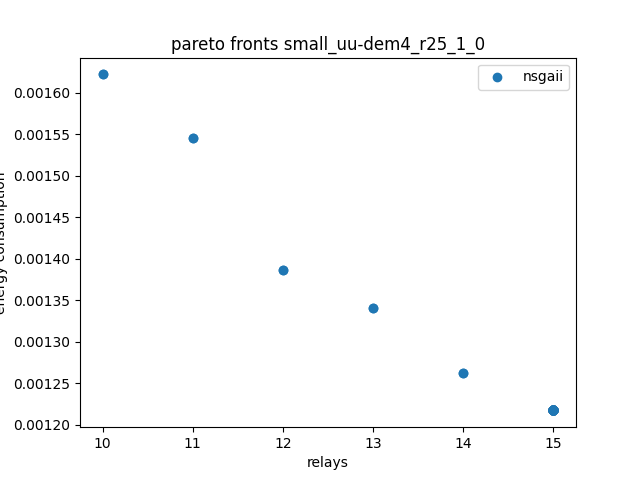 pareto fronts small_uu-dem4_r25_1_0
nsgaii
0.00160
0.00155
0.00150
0.00145
0.00140
0.00135
0.00130
0.00125
0.00120
energy consumption
10 11 12 13 14 15
relays